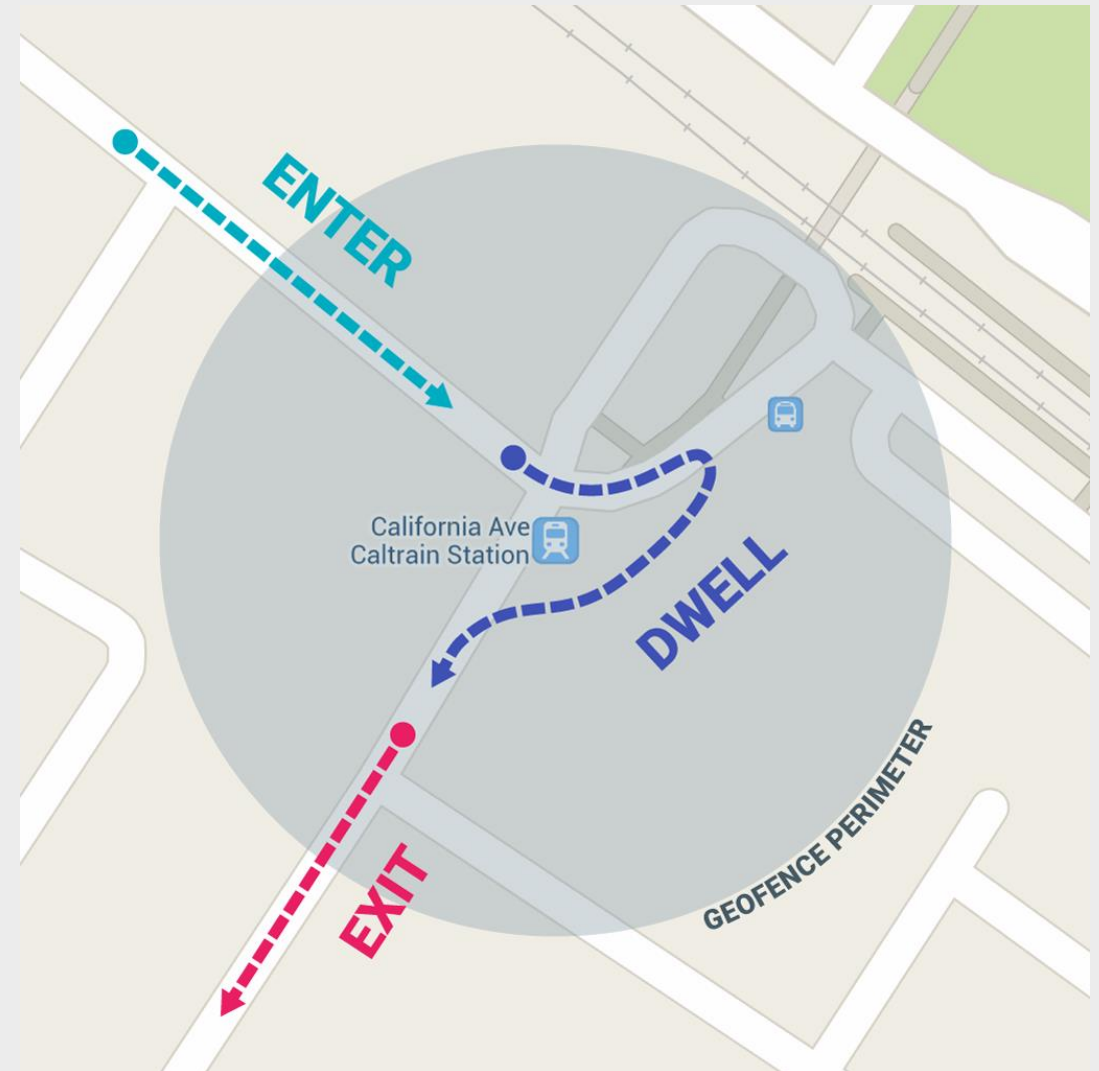 ENTER
California Ave
Caltrain Station
DWELL
GEOFENCE PERIMETER
EXIT